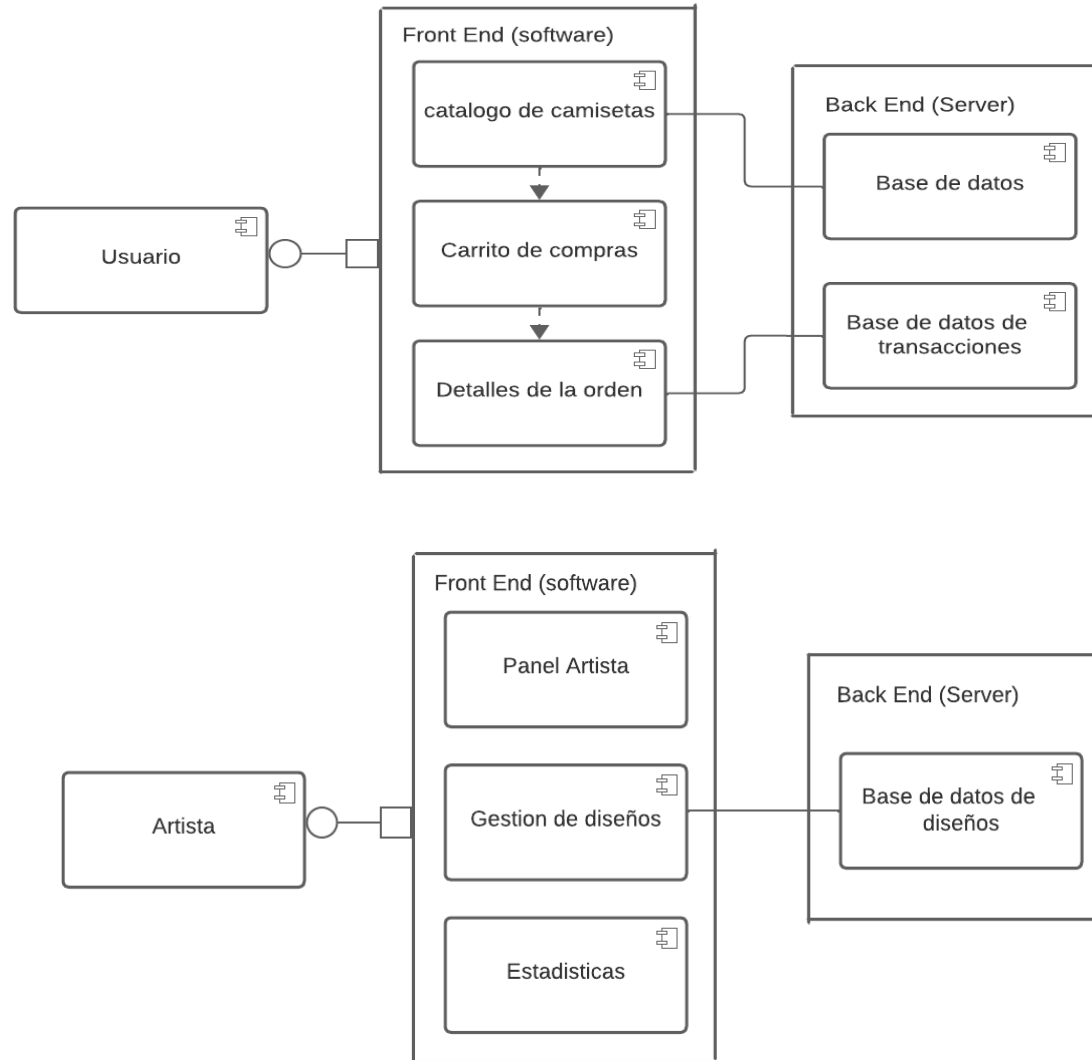 Front End (software)
catalogo de camisetas
Back End (Server)
Base de datos
Usuario
Carrito de compras
Base de datos de
transacciones
Detalles de la orden
Front End (software)
Panel Artista
Back End (Server)
Artista
Gestion de diseños
Base de datos de
diseños
Estadisticas